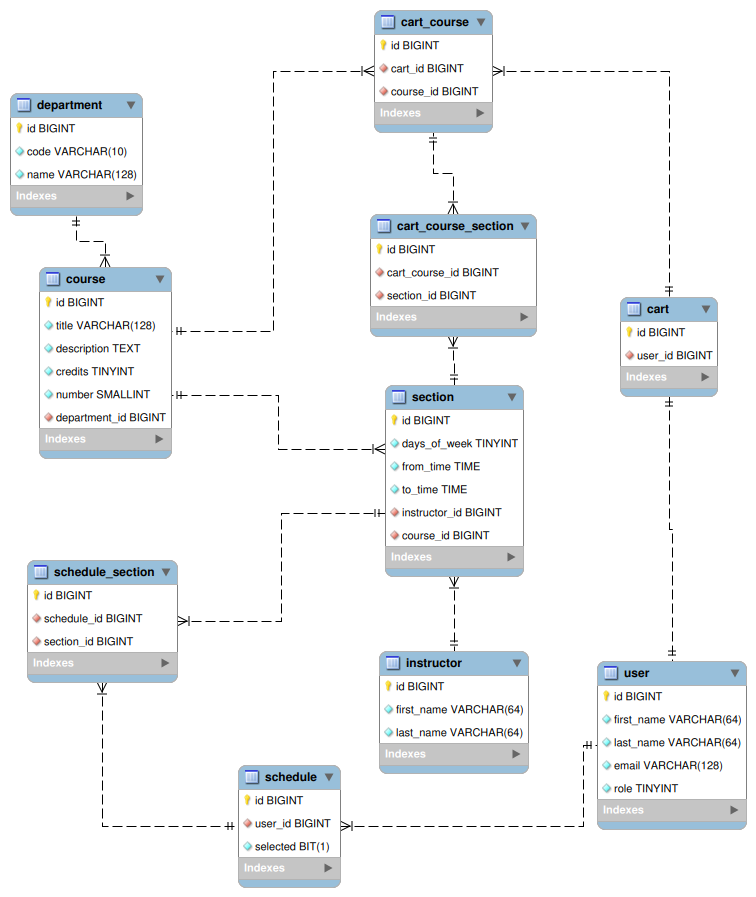 cart_course
id BIGINT
cart_id BIGINT
course_id BIGINT
Indexes
department
id BIGINT
code VARCHAR(10)
name VARCHAR(128)
Indexes
cart_course_section
id BIGINT
cart_course_id BIGINT
section_id BIGINT
Indexes
course
id BIGINT
title VARCHAR(128)
description TEXT
credits TINYINT
number SMALLINT
department_id BIGINT
Indexes
cart
id BIGINT
user_id BIGINT
Indexes
section
id BIGINT
days_of_week TINYINT
from_time TIME
to_time TIME
instructor_id BIGINT
course_id BIGINT
Indexes
schedule_section
id BIGINT
schedule_id BIGINT
section_id BIGINT
Indexes
instructor
id BIGINT
first_name VARCHAR(64)
last_name VARCHAR(64)
Indexes
user
id BIGINT
first_name VARCHAR(64)
last_name VARCHAR(64)
email VARCHAR(128)
role TINYINT
Indexes
schedule
id BIGINT
user_id BIGINT
selected BIT(1)
Indexes